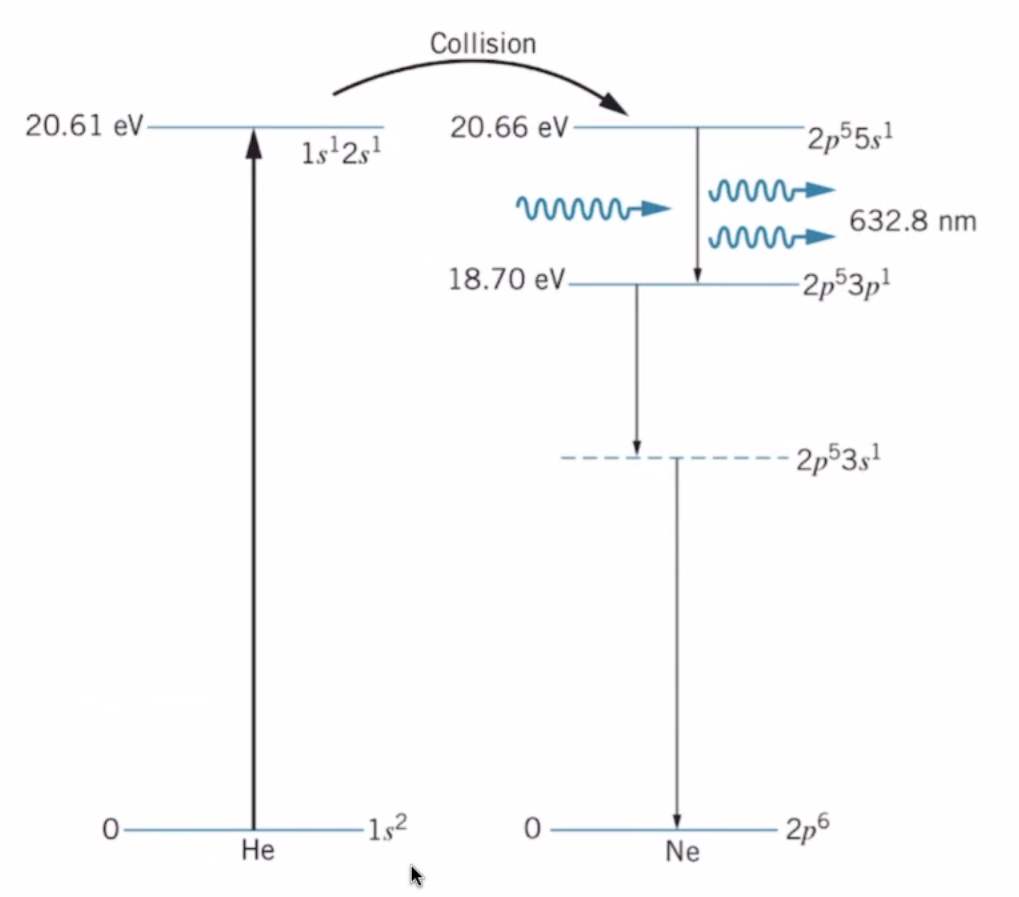 Collision
20.61 eV
1s¹2s¹
20.66 eV
2p⁵5s¹
632.8 nm
18.70 eV
2p⁵3p¹
2p⁵3s¹
0
1s²
He
0
2p⁶
Ne